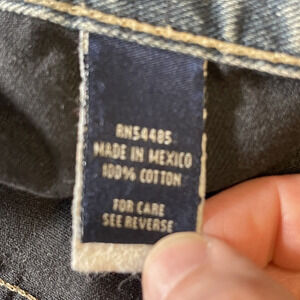 RN54485
MADE IN MEXICO
100% COTTON
FOR CARE
SEE REVERSE